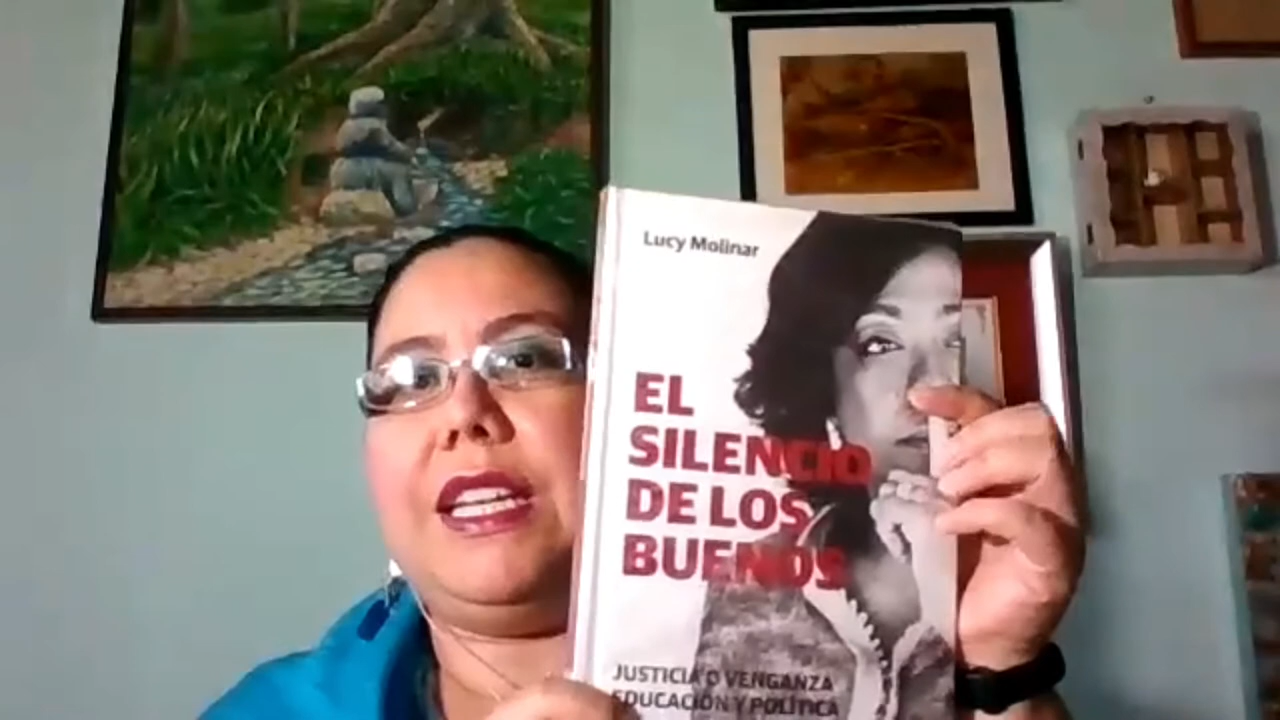 Lucy Molinar
EL
SILENCIO
DE LOS
BUENOS
JUSTICIA O VENGANZA
EDUCACIÓN Y POLÍTICA